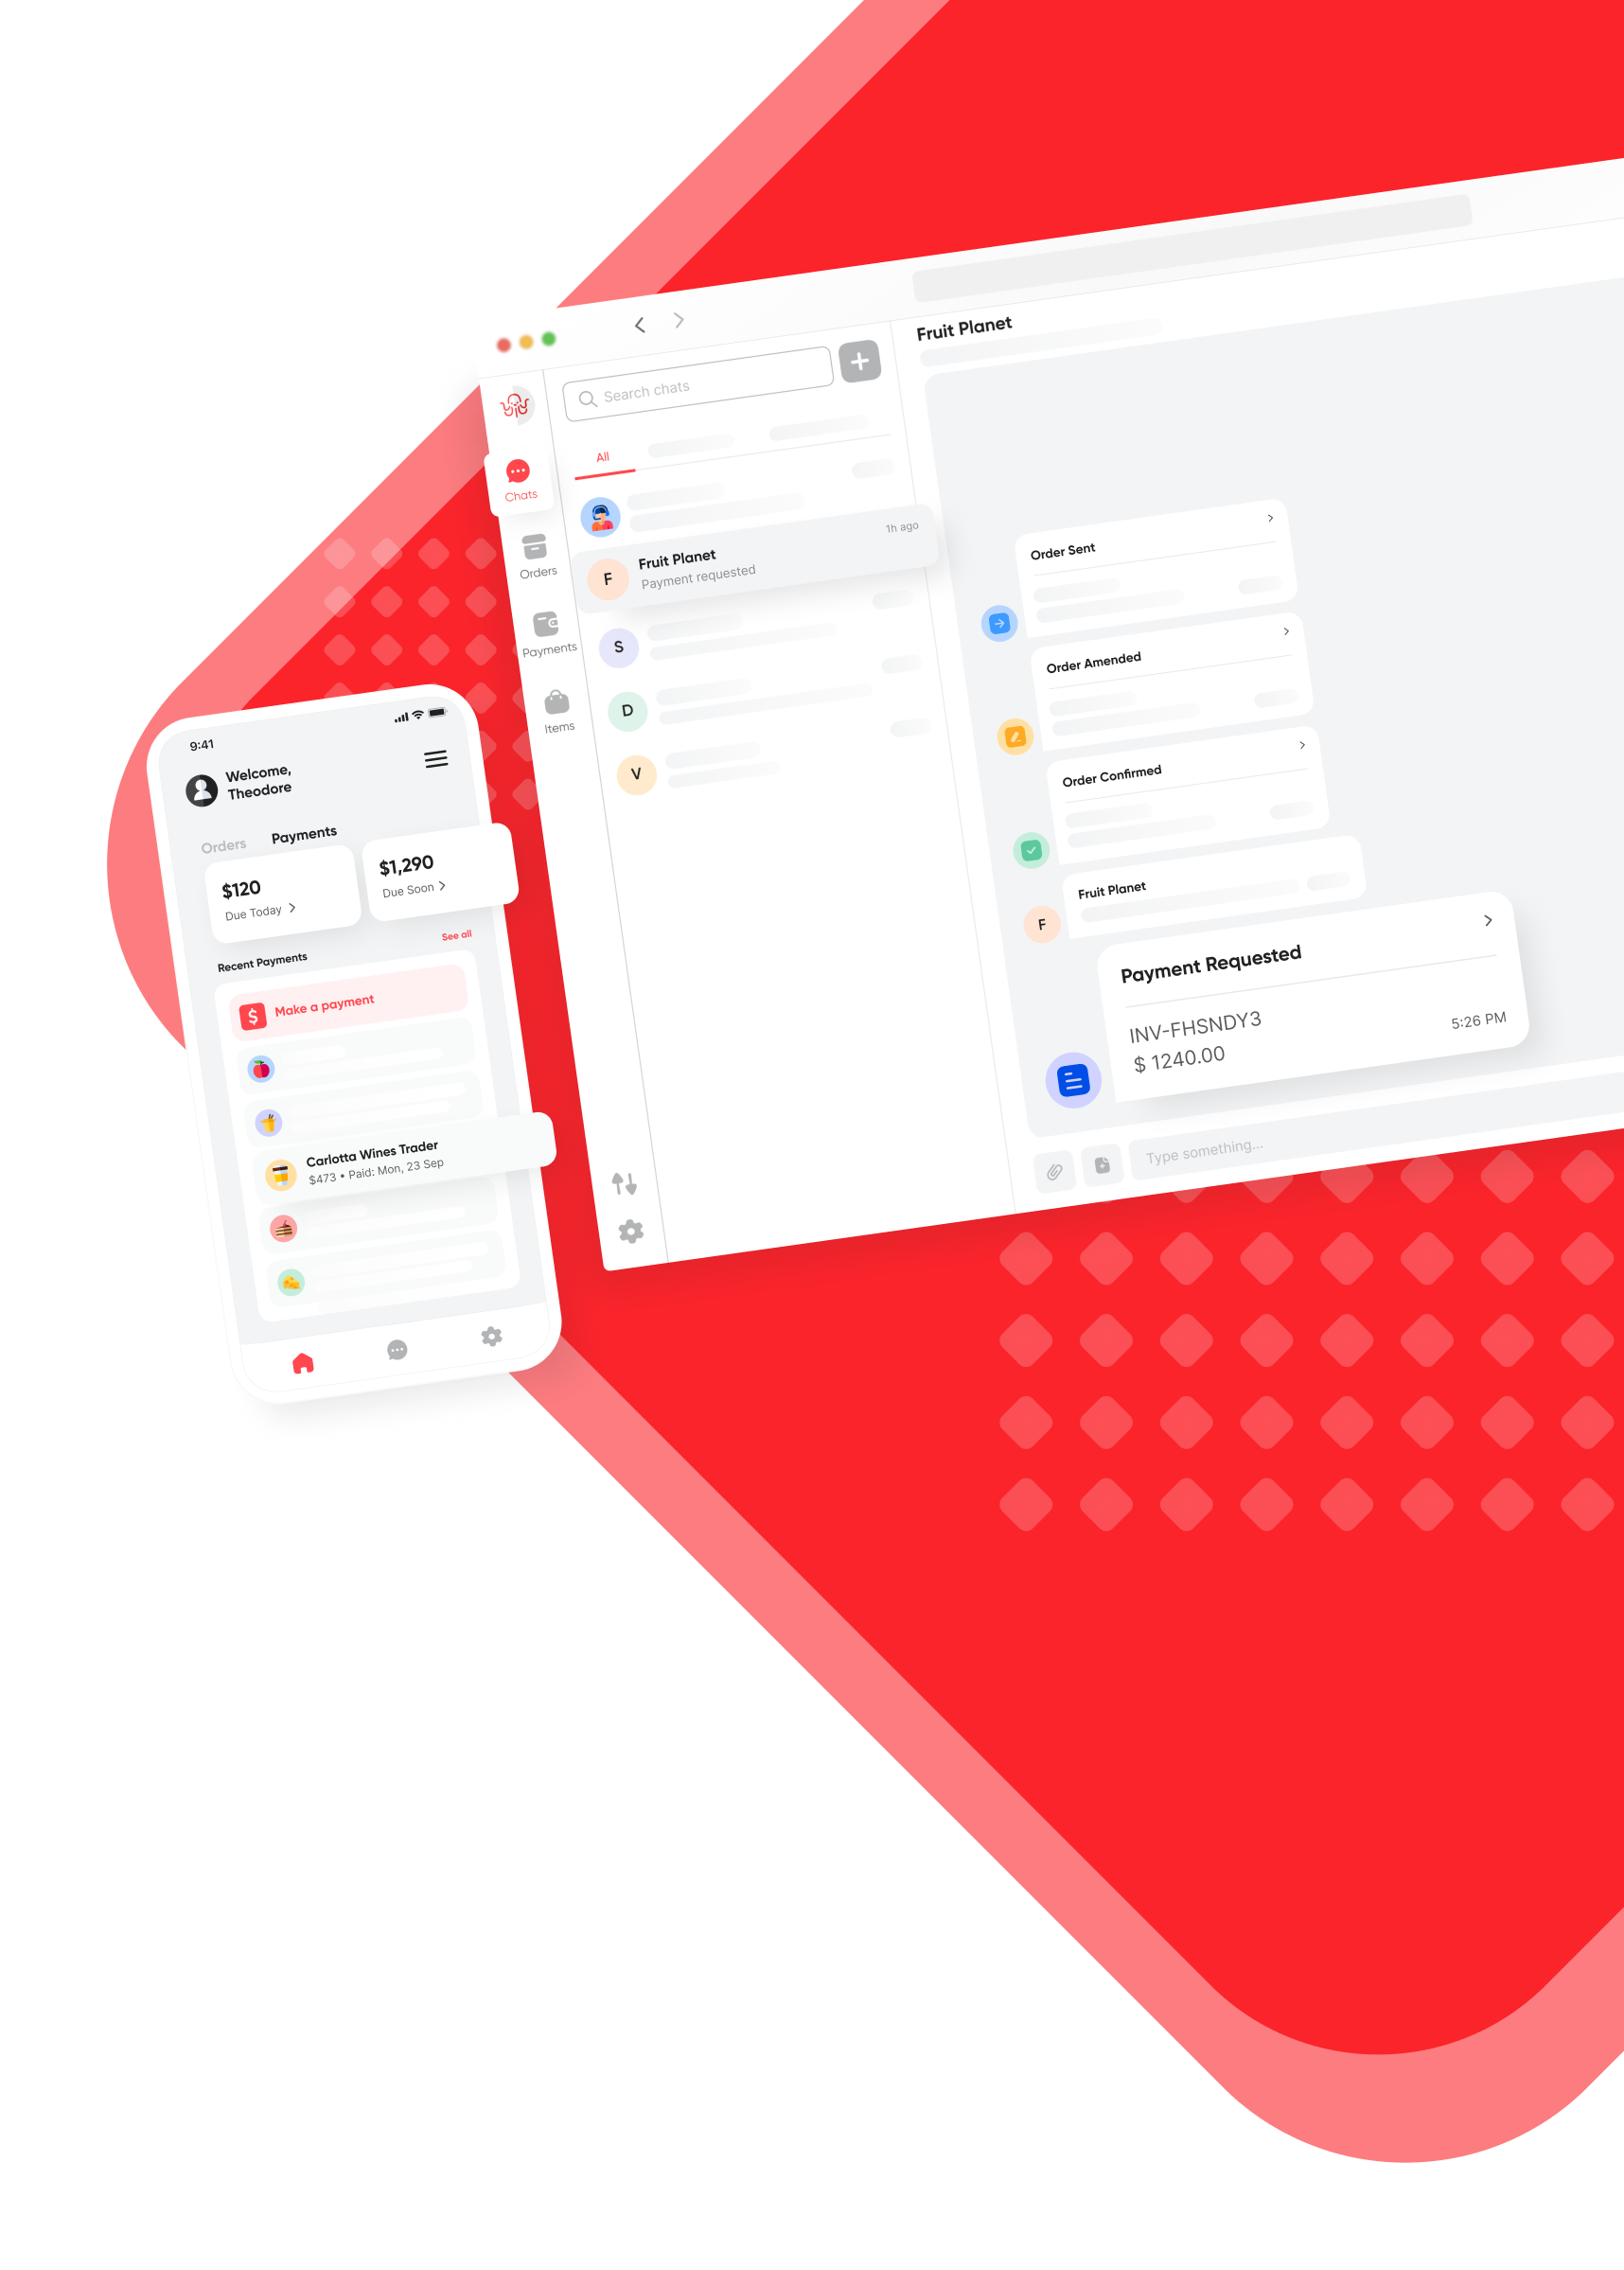 Search chats
All
Chats
Orders
Payments
Items
Fruit Planet
Payment requested
1h ago
F
S
D
V
Fruit Planet
Order Sent
Order Amended
Order Confirmed
F
Fruit Planet
Payment Requested
INV-FHSNDY3
$ 1240.00
5:26 PM
Type something...
9:41
Welcome,
Theodore
Orders
Payments
$120
Due Today
$1,290
Due Soon
Recent Payments
See all
$
Make a payment
Carlotta Wines Trader
$473 • Paid: Mon, 23 Sep